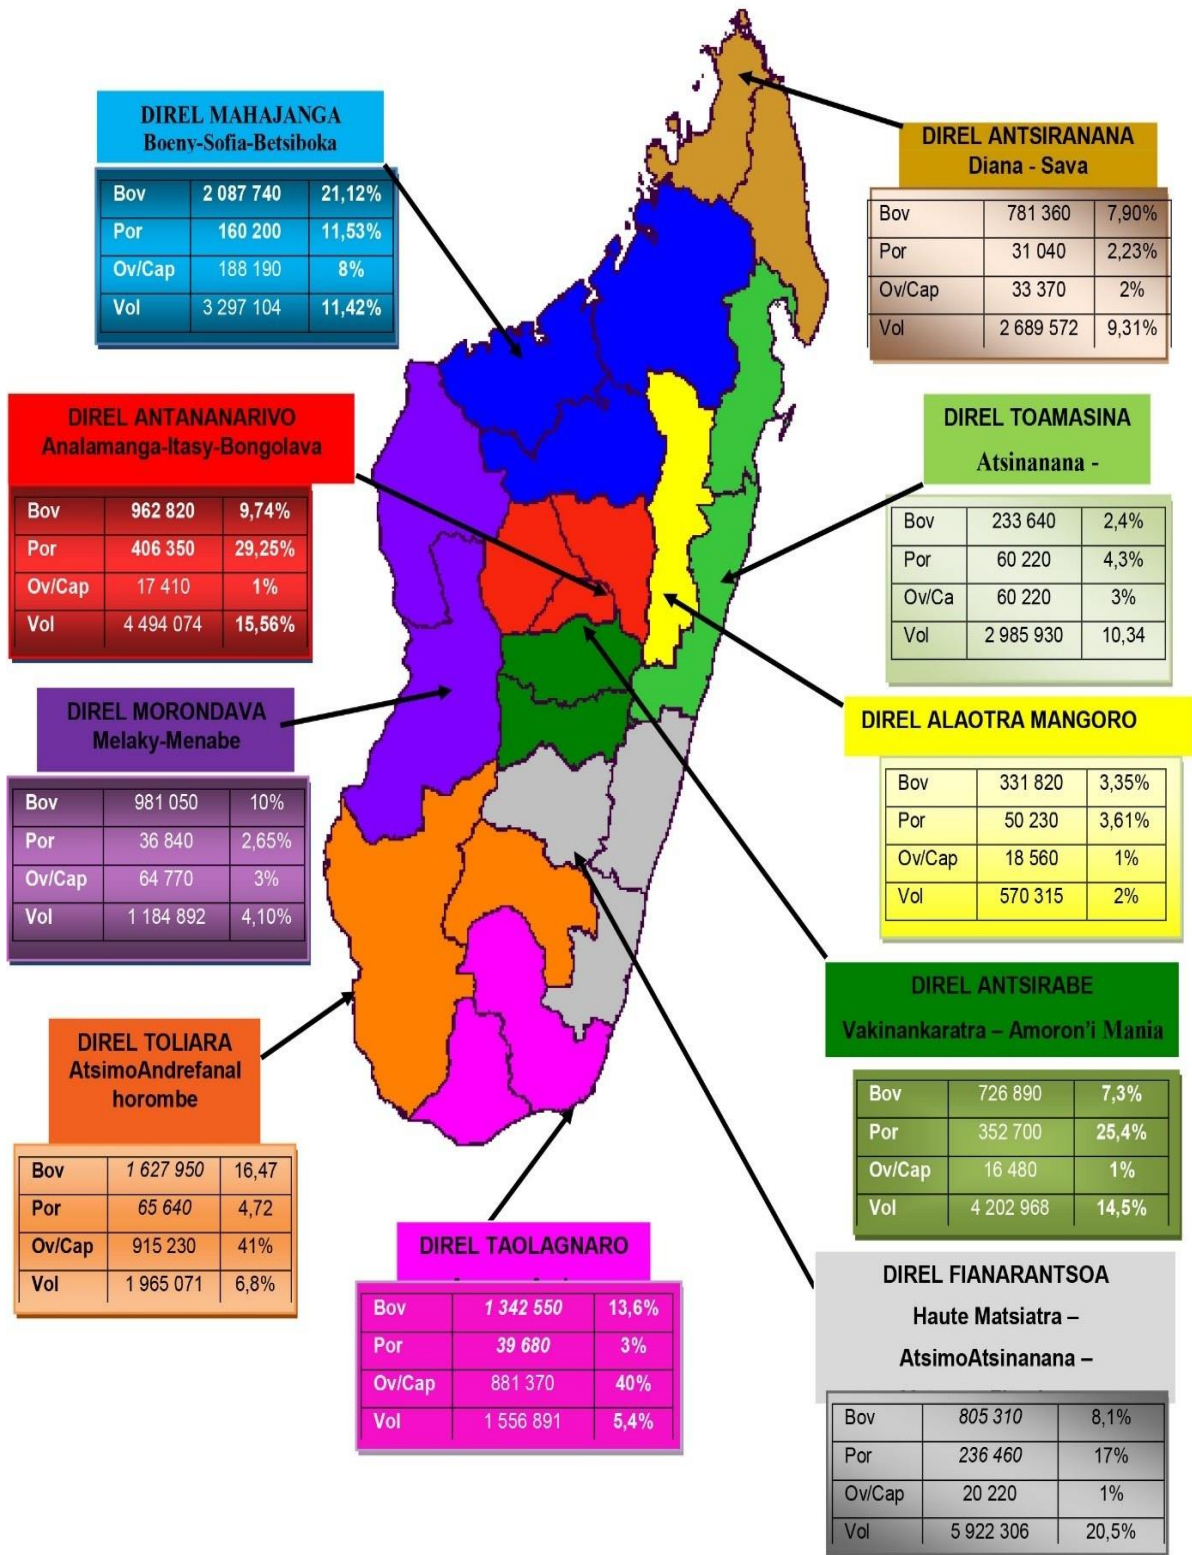 DIREL MAHAJANGA
Boeny-Sofia-Betsiboka
Bov 2 087 740 21,12%
Por 160 200 11,53%
Ov/Cap 188 190 8%
Vol 3 297 104 11,42%
DIREL ANTSIRANANA
Diana - Sava
Bov 781 360 7,90%
Por 31 040 2,23%
Ov/Cap 33 370 2%
Vol 2 689 572 9,31%
DIREL ANTANANARIVO
Analamanga-Itasy-Bongolava
Bov 962 820 9,74%
Por 406 350 29,25%
Ov/Cap 17 410 1%
Vol 4 494 074 15,56%
DIREL TOAMASINA
Atsinanana -
Bov 233 640 2,4%
Por 60 220 4,3%
Ov/Ca 60 220 3%
Vol 2 985 930 10,34
DIREL MORONDAVA
Melaky-Menabe
Bov 981 050 10%
Por 36 840 2,65%
Ov/Cap 64 770 3%
Vol 1 184 892 4,10%
DIREL ALAOTRA MANGORO
Bov 331 820 3,35%
Por 50 230 3,61%
Ov/Cap 18 560 1%
Vol 570 315 2%
DIREL ANTSIRABE
Vakinankaratra – Amoron’i Mania
Bov 726 890 7,3%
Por 352 700 25,4%
Ov/Cap 16 480 1%
Vol 4 202 968 14,5%
DIREL TOLIARA
AtsimoAndrefanal
horombe
Bov 1 627 950 16,47
Por 65 640 4,72
Ov/Cap 915 230 41%
Vol 1 965 071 6,8%
DIREL TAOLAGNARO
Bov 1 342 550 13,6%
Por 39 680 3%
Ov/Cap 881 370 40%
Vol 1 556 891 5,4%
DIREL FIANARANTSOA
Haute Matsiatra –
AtsimoAtsinanana –
Bov 805 310 8,1%
Por 236 460 17%
Ov/Cap 20 220 1%
Vol 5 922 306 20,5%